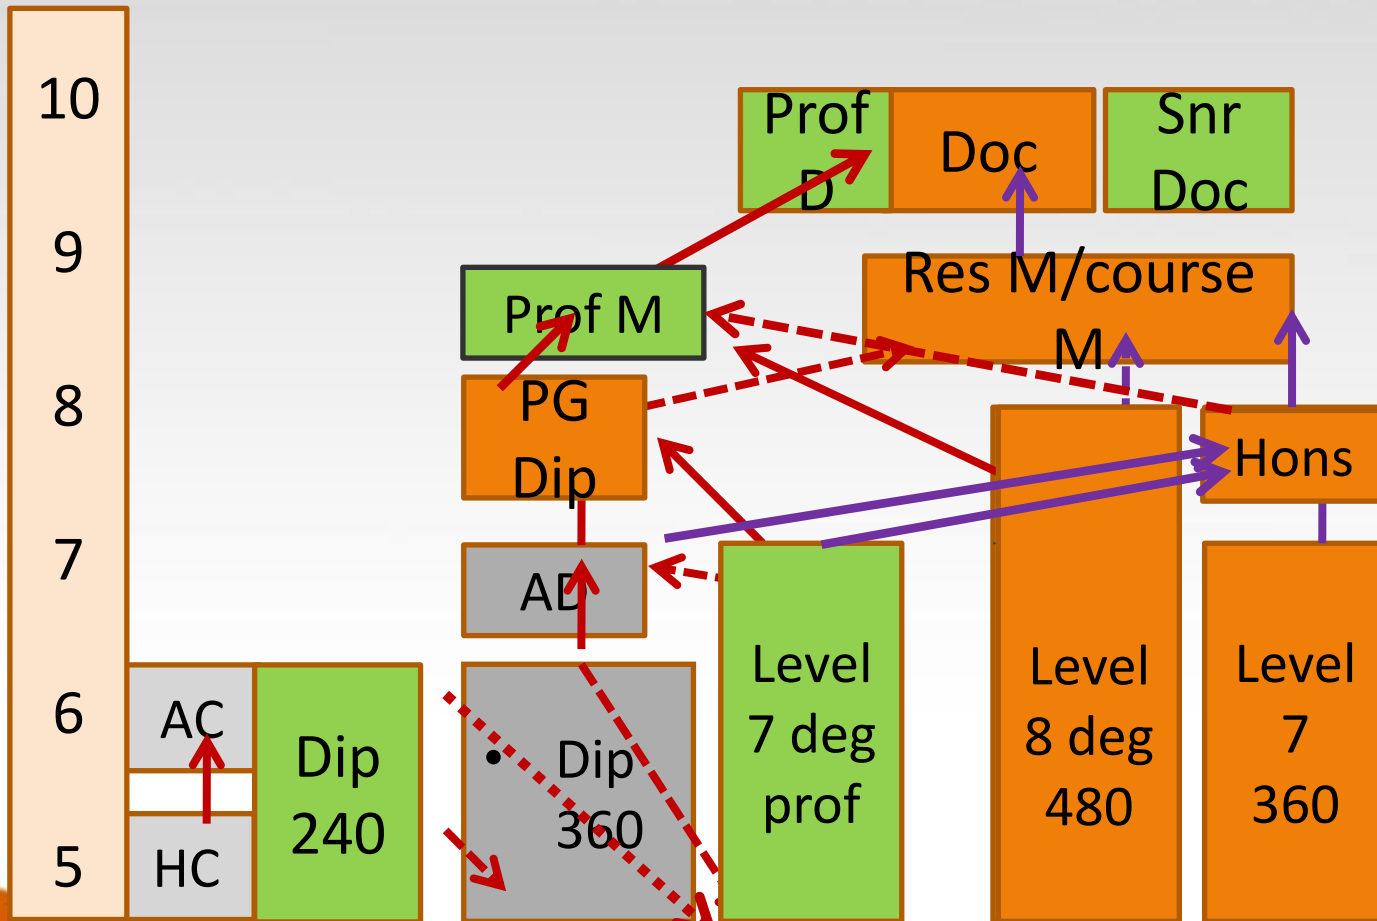 10
9
8
7
6
5
Prof
D
Doc
Snr
Doc
Prof M
Res M/course
M
PG
Dip
Hons
AD
AC
HC
Dip
240
• Dip
360
Level
7 deg
prof
Level
8 deg
480
Level
7
360